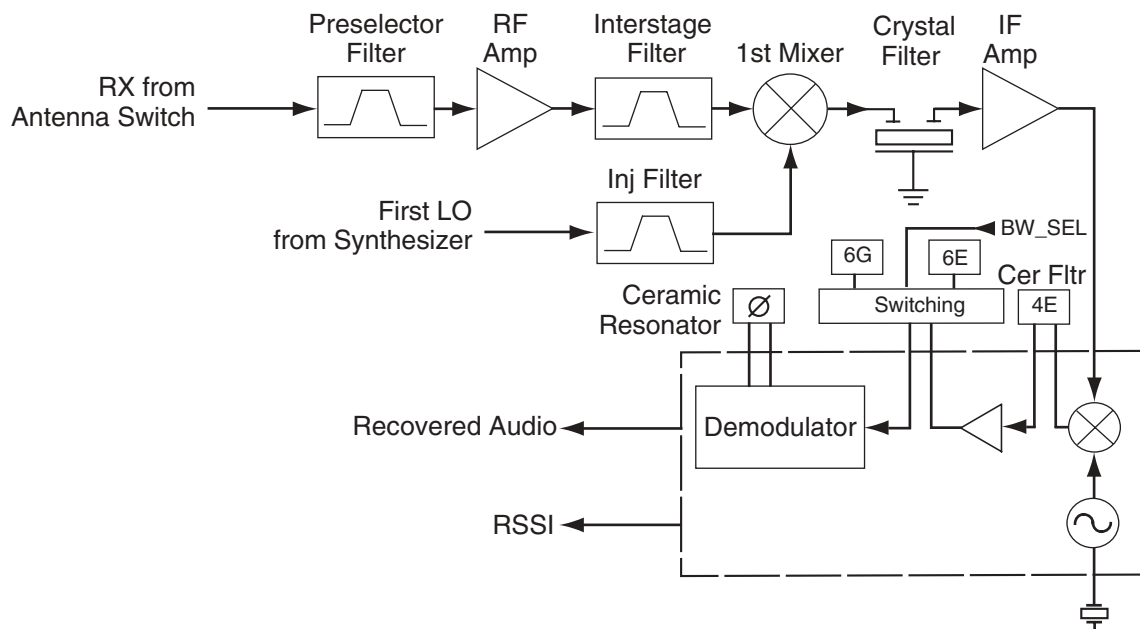 Preselector
Filter
RF
Amp
Interstage
Filter
1st Mixer
Crystal
Filter
IF
Amp
RX from
Antenna Switch
Inj Filter
First LO
from Synthesizer
BW_SEL
6G
6E
Cer Fltr
Ceramic
Resonator
Switching
4E
Recovered Audio
Demodulator
RSSI